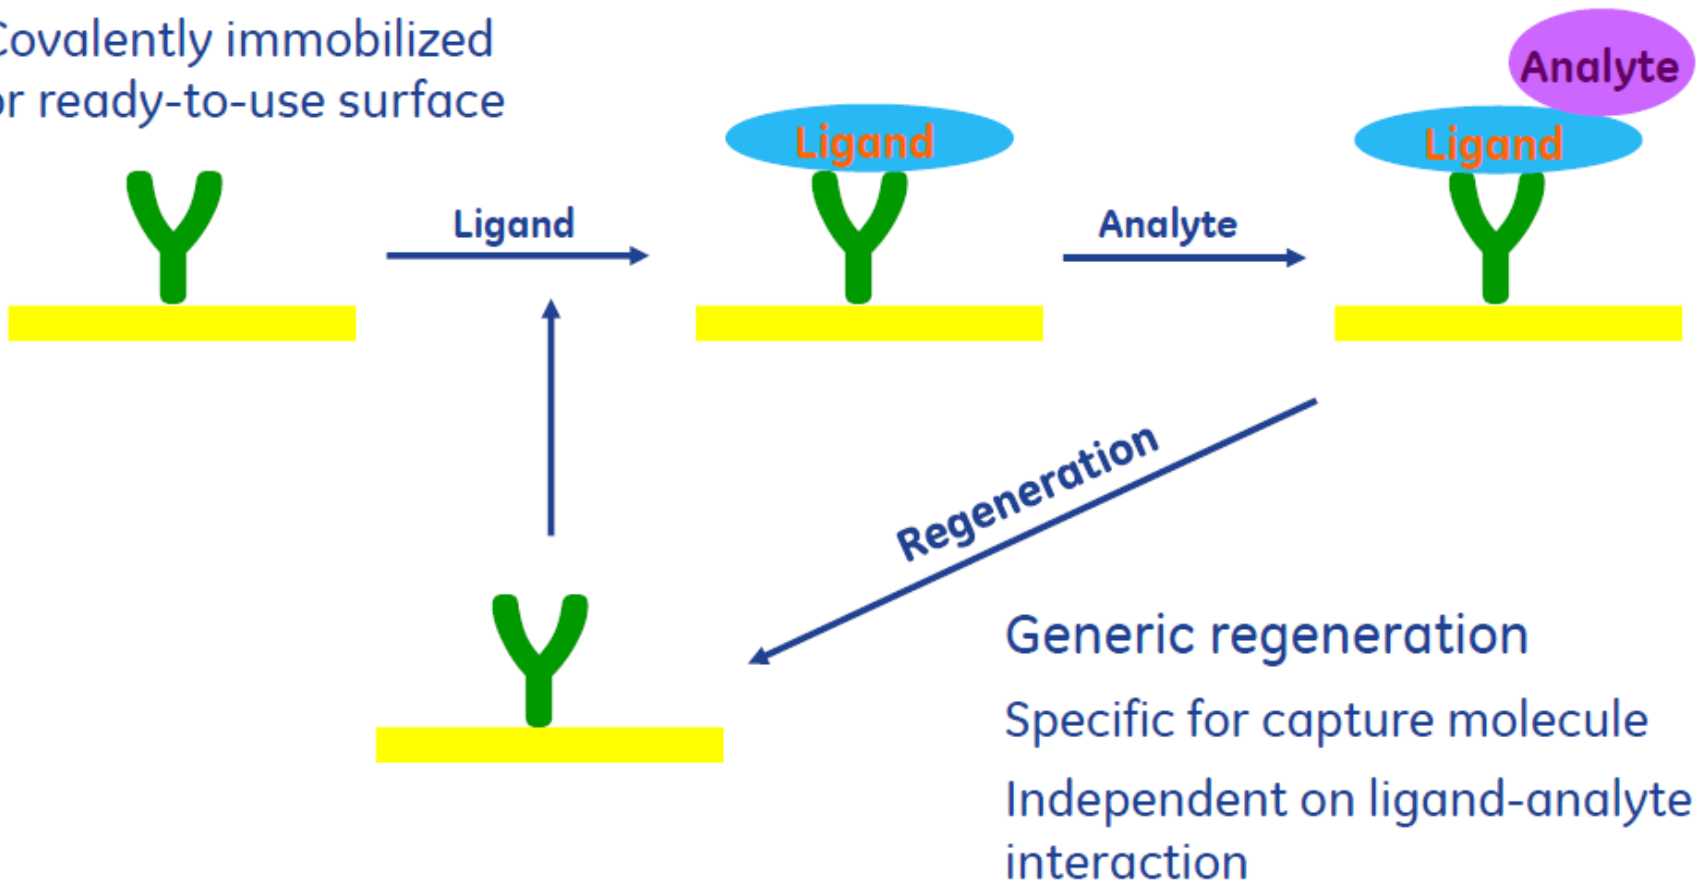 Covalently immobilized
or ready-to-use surface
Analyte
Ligand
Ligand
Ligand
Analyte
Regeneration
Generic regeneration
Specific for capture molecule
Independent on ligand-analyte
interaction